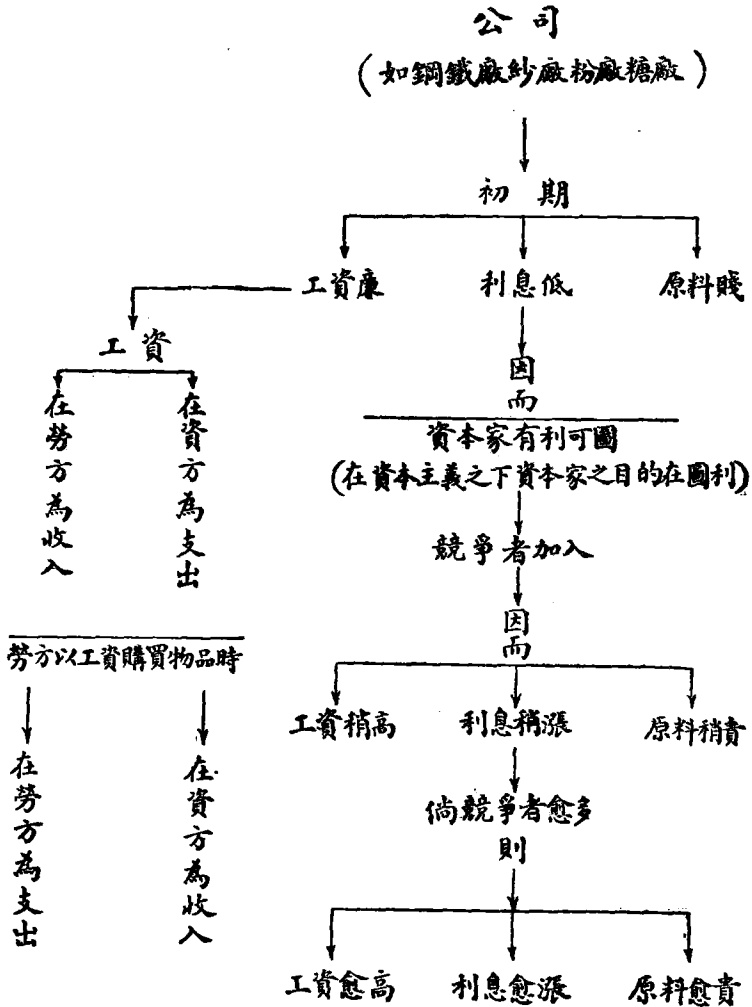 公司
(如鋼鐵廠紗廠粉廠糖廠)
初期
工資廉 利息低 原料賤
工資
在勞方為收入
在資方為支出
因而
資本家有利可圖
(在資本主義之下資本家之目的在圖利)
競爭者加入
因而
勞方以工資購買物品時
工資稍高 利息稍漲 原料稍貴
在勞方為支出
在資方為收入
倘競爭者愈多
則
工資愈高 利息愈漲 原料愈貴